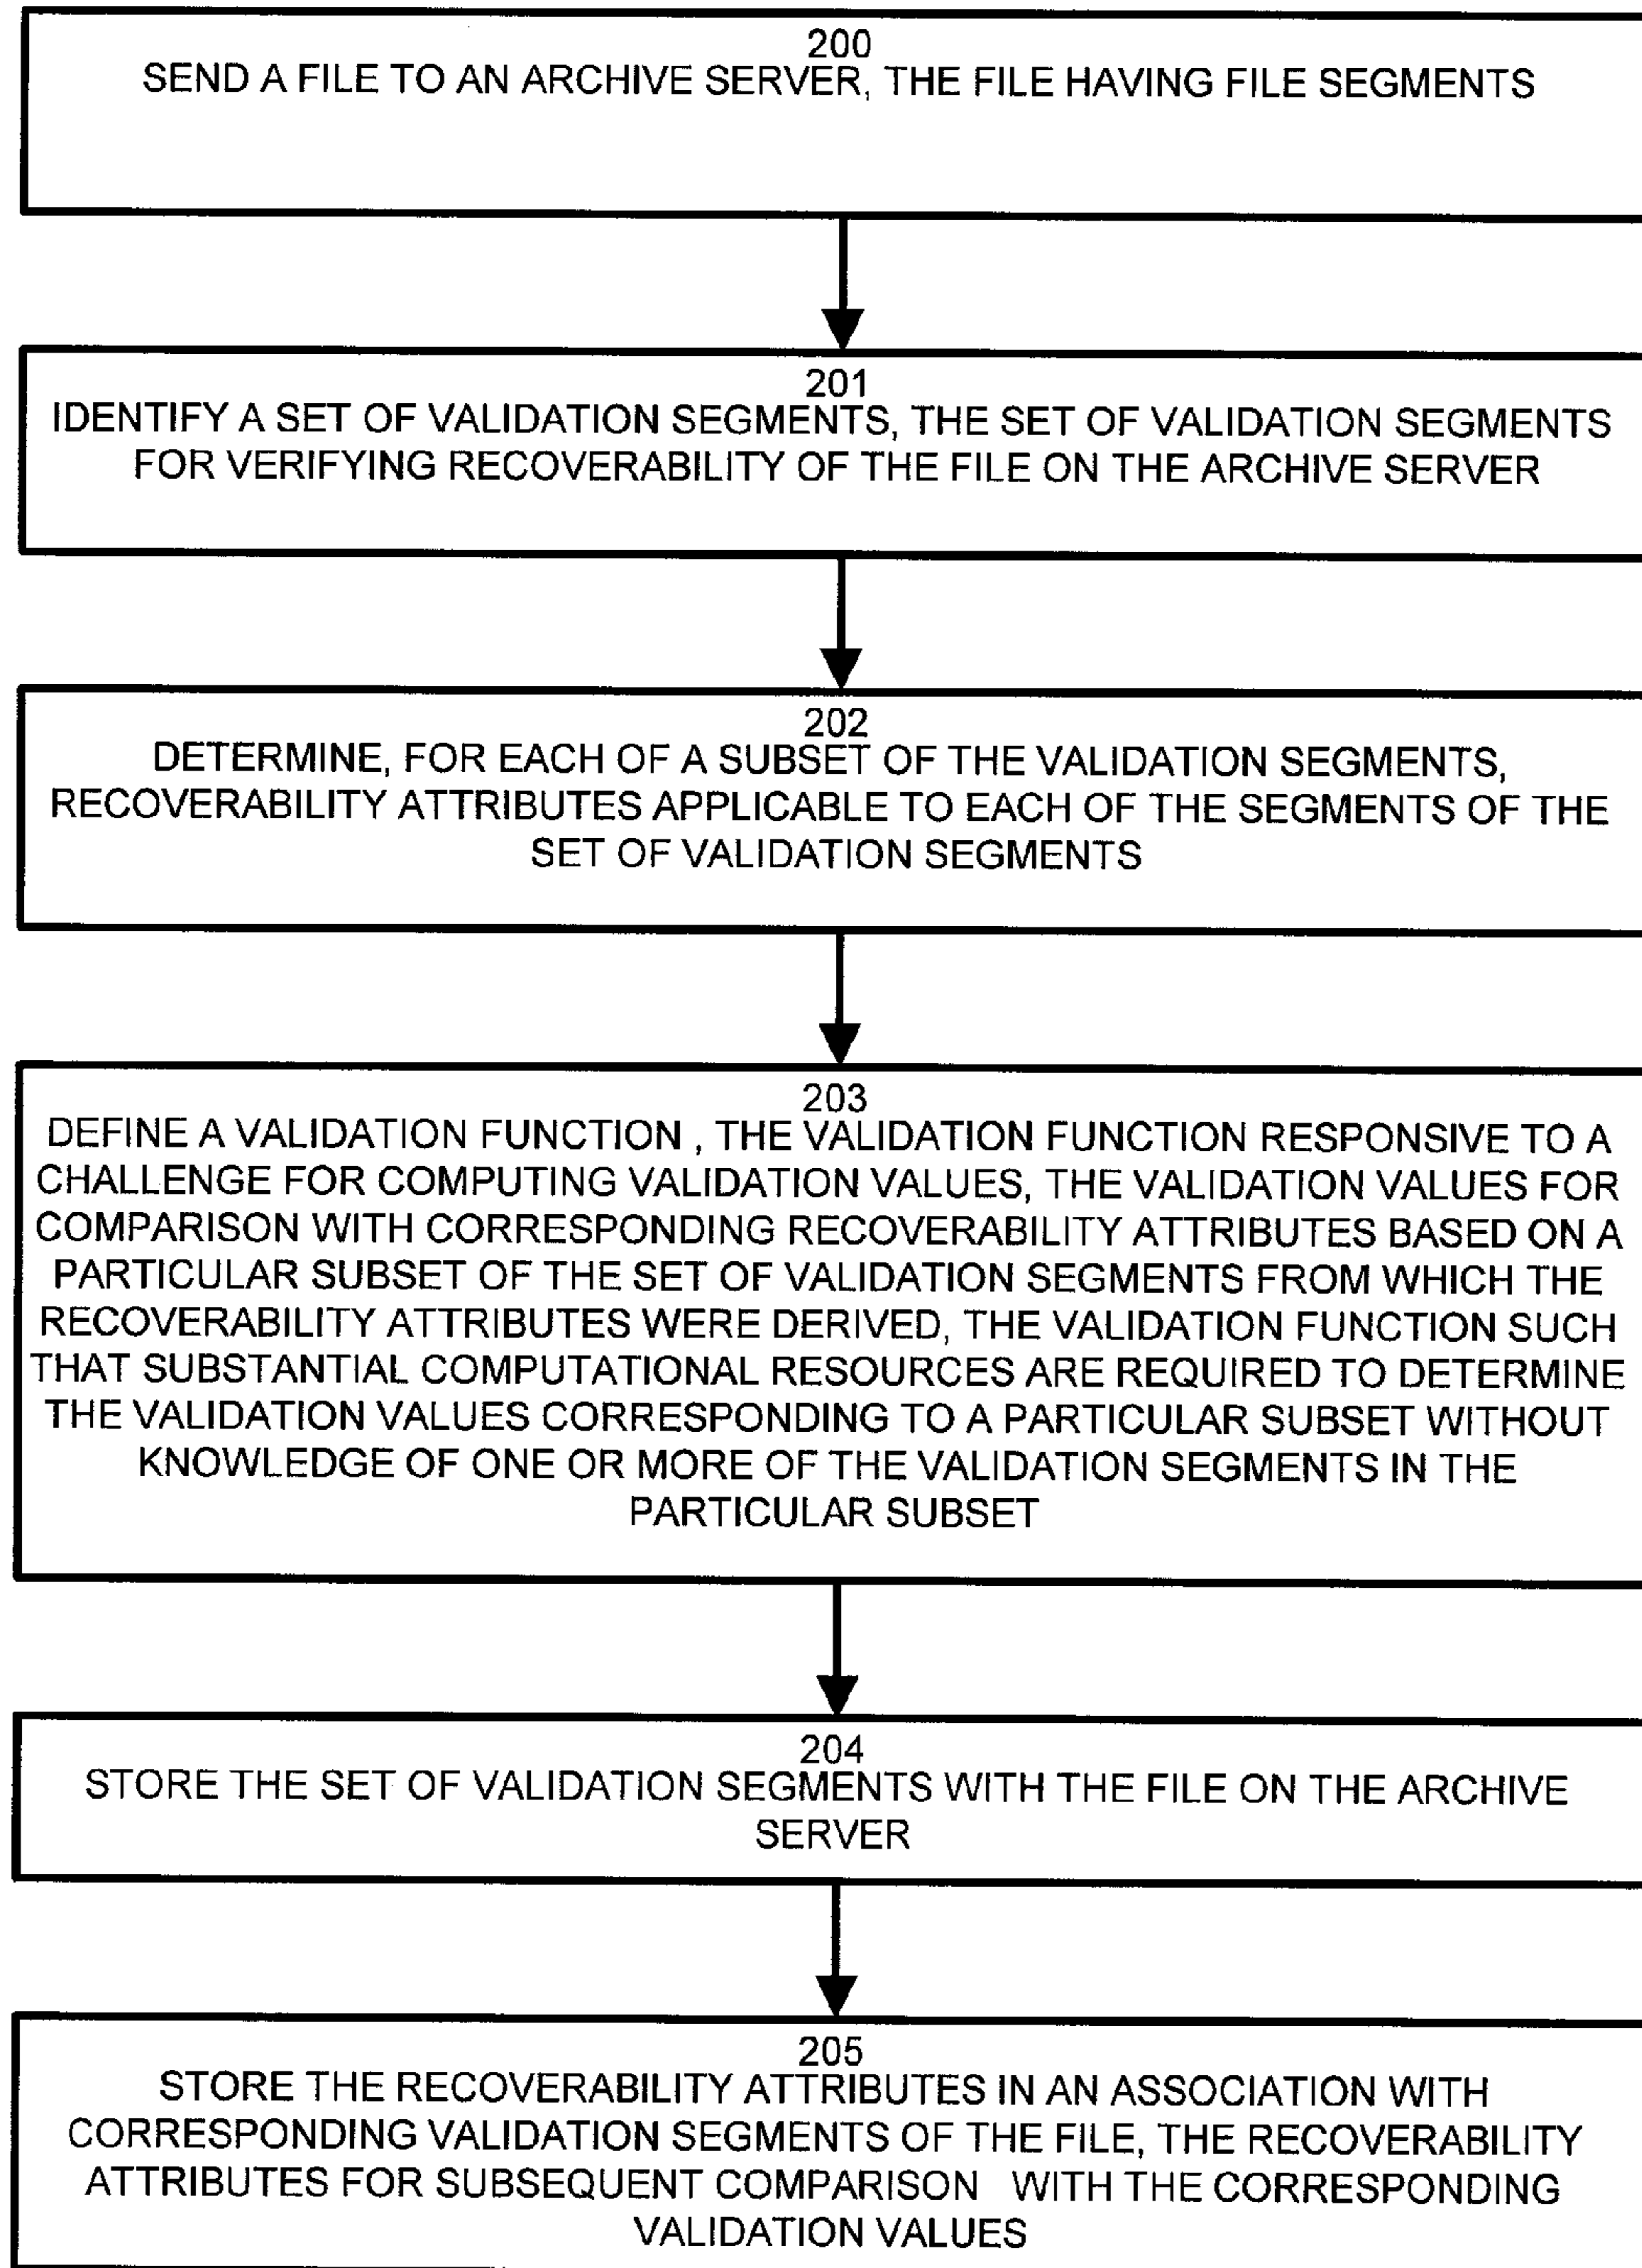 200
SEND A FILE TO AN ARCHIVE SERVER, THE FILE HAVING FILE SEGMENTS
201
IDENTIFY A SET OF VALIDATION SEGMENTS, THE SET OF VALIDATION SEGMENTS
FOR VERIFYING RECOVERABILITY OF THE FILE ON THE ARCHIVE SERVER
202
DETERMINE, FOR EACH OF A SUBSET OF THE VALIDATION SEGMENTS,
RECOVERABILITY ATTRIBUTES APPLICABLE TO EACH OF THE SEGMENTS OF THE
SET OF VALIDATION SEGMENTS
203
DEFINE A VALIDATION FUNCTION , THE VALIDATION FUNCTION RESPONSIVE TO A
CHALLENGE FOR COMPUTING VALIDATION VALUES, THE VALIDATION VALUES FOR
COMPARISON WITH CORRESPONDING RECOVERABILITY ATTRIBUTES BASED ON A
PARTICULAR SUBSET OF THE SET OF VALIDATION SEGMENTS FROM WHICH THE
RECOVERABILITY ATTRIBUTES WERE DERIVED, THE VALIDATION FUNCTION SUCH
THAT SUBSTANTIAL COMPUTATIONAL RESOURCES ARE REQUIRED TO DETERMINE
THE VALIDATION VALUES CORRESPONDING TO A PARTICULAR SUBSET WITHOUT
KNOWLEDGE OF ONE OR MORE OF THE VALIDATION SEGMENTS IN THE
PARTICULAR SUBSET
204
STORE THE SET OF VALIDATION SEGMENTS WITH THE FILE ON THE ARCHIVE
SERVER
205
STORE THE RECOVERABILITY ATTRIBUTES IN AN ASSOCIATION WITH
CORRESPONDING VALIDATION SEGMENTS OF THE FILE, THE RECOVERABILITY
ATTRIBUTES FOR SUBSEQUENT COMPARISON WITH THE CORRESPONDING
VALIDATION VALUES